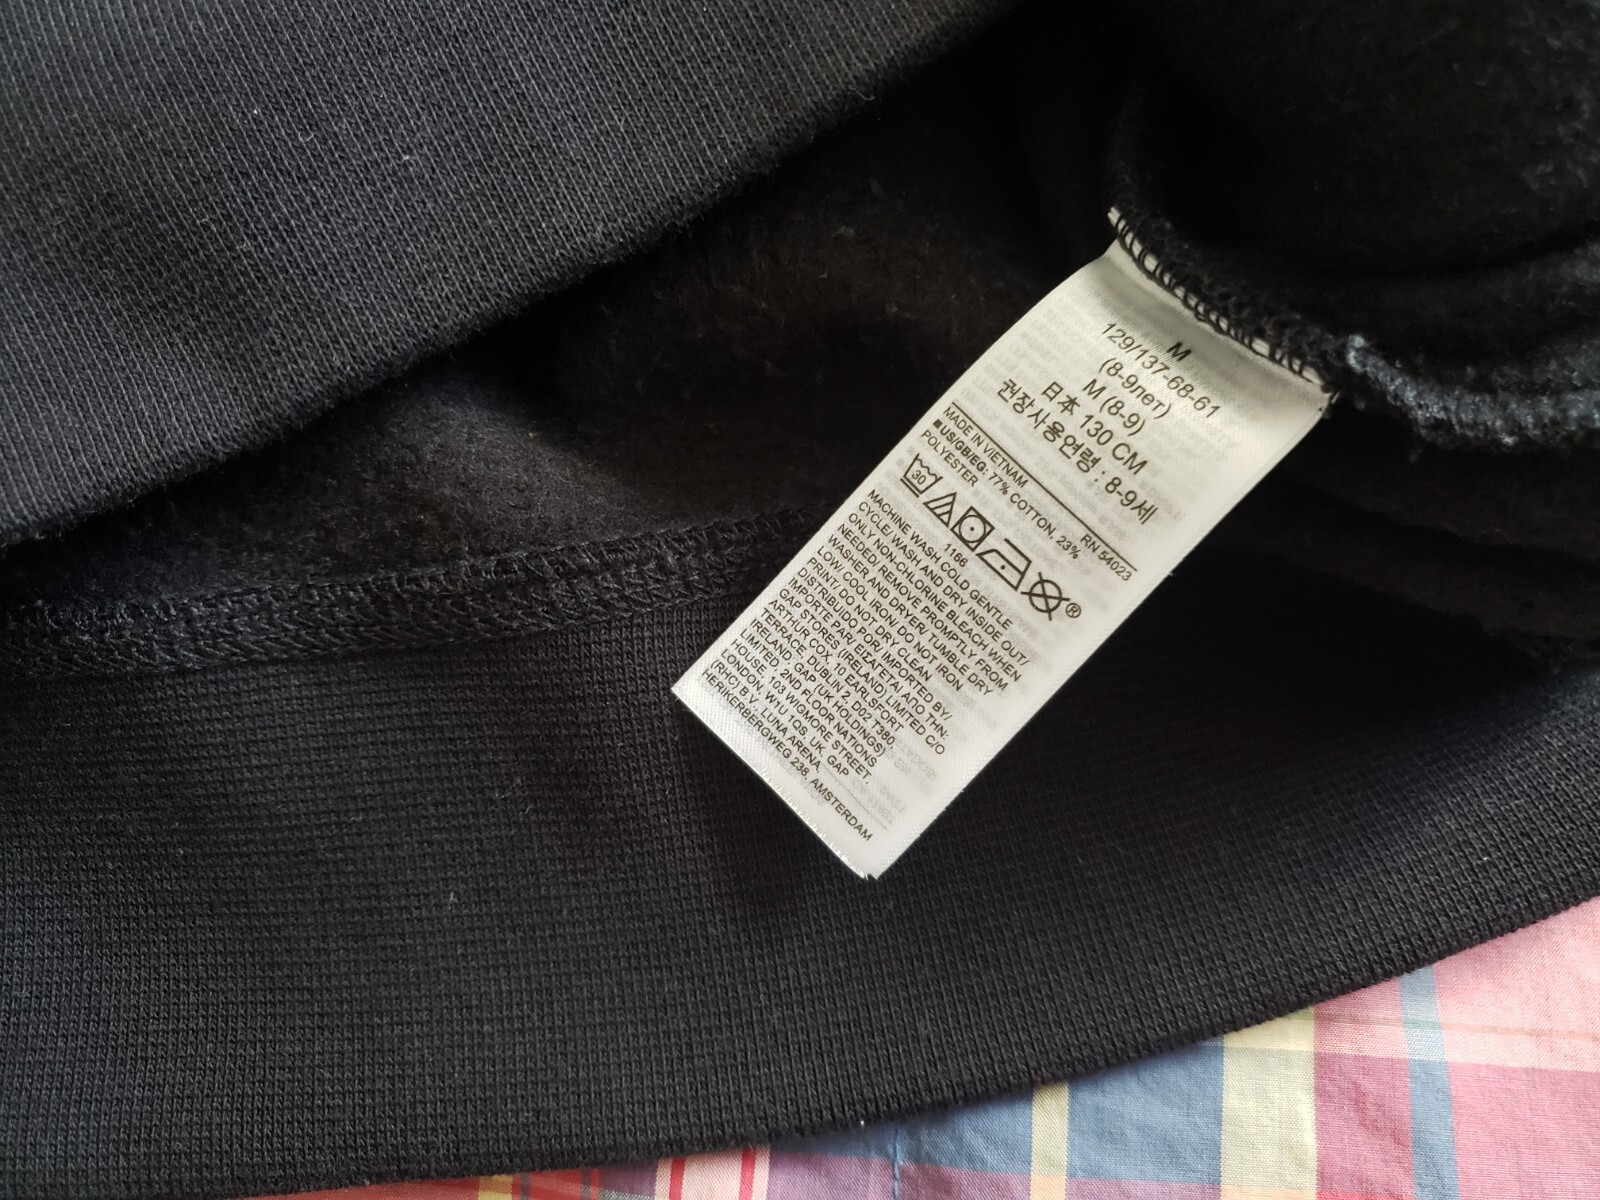 M
129/137-68-61
(8-9лет)
M (8-9)
日本 130 CM
권장사용연령 : 8-9세
MADE IN VIETNAM RN 54023
■US/GB/EG: 77% COTTON, 23%
POLYESTER
30
®
1166
MACHINE WASH COLD GENTLE
CYCLE/WASH AND DRY INSIDE OUT/
ONLY NON-CHLORINE BLEACH WHEN
NEEDED/ REMOVE PROMPTLY FROM
WASHER AND DRYER/ TUMBLE DRY
LOW/ COOL IRON/ DO NOT IRON
PRINT/ DO NOT DRY CLEAN
DISTRIBUIDO POR/ IMPORTED BY/
IMPORTE PAR/ ΕΙΣΑΓΕΤΑΙ ΑΠΟ ΤΗΝ:
GAP STORES (IRELAND) LIMITED C/O
ARTHUR COX, 10 EARLSFORT
TERRACE, DUBLIN 2, D02 T380,
IRELAND. GAP (UK HOLDINGS)
LIMITED, 2ND FLOOR NATIONS
HOUSE, 103 WIGMORE STREET,
LONDON, W1U 1QS, UK. GAP
(RHC) B.V., LUNA ARENA,
HERIKERBERGWEG 238, AMSTERDAM